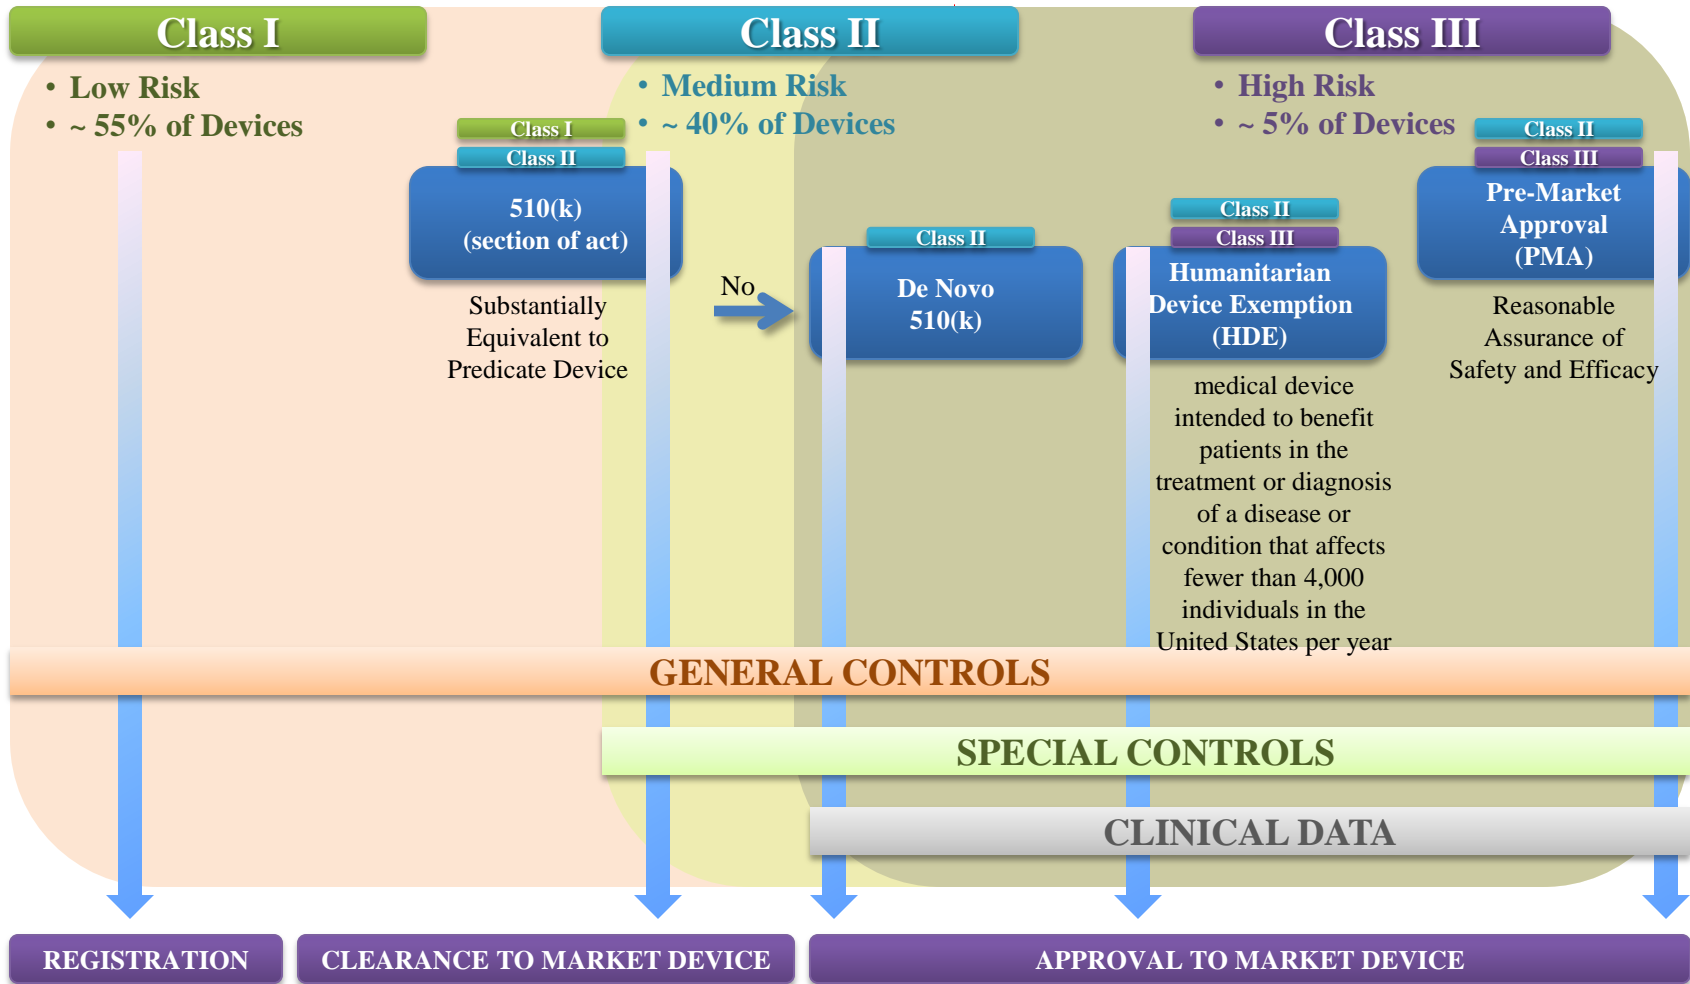 Class I
• Low Risk
• ~ 55% of Devices
Class II
• Medium Risk
• ~ 40% of Devices
Class III
• High Risk
• ~ 5% of Devices
Class I
Class II
510(k)
(section of act)
Substantially
Equivalent to
Predicate Device
No
Class II
De Novo
510(k)
Class II
Class III
Humanitarian
Device Exemption
(HDE)
medical device
intended to benefit
patients in the
treatment or diagnosis
of a disease or
condition that affects
fewer than 4,000
individuals in the
United States per year
Class II
Class III
Pre-Market
Approval
(PMA)
Reasonable
Assurance of
Safety and Efficacy
GENERAL CONTROLS
SPECIAL CONTROLS
CLINICAL DATA
REGISTRATION
CLEARANCE TO MARKET DEVICE
APPROVAL TO MARKET DEVICE